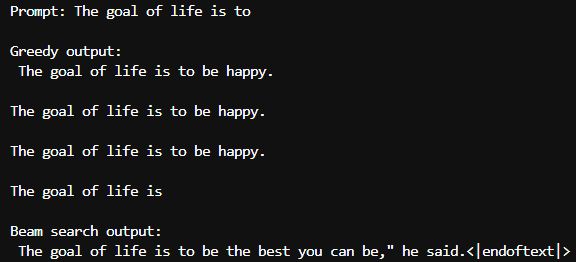 Prompt: The goal of life is to
Greedy output:
The goal of life is to be happy.
The goal of life is to be happy.
The goal of life is to be happy.
The goal of life is
Beam search output:
The goal of life is to be the best you can be," he said.<|endoftext|>